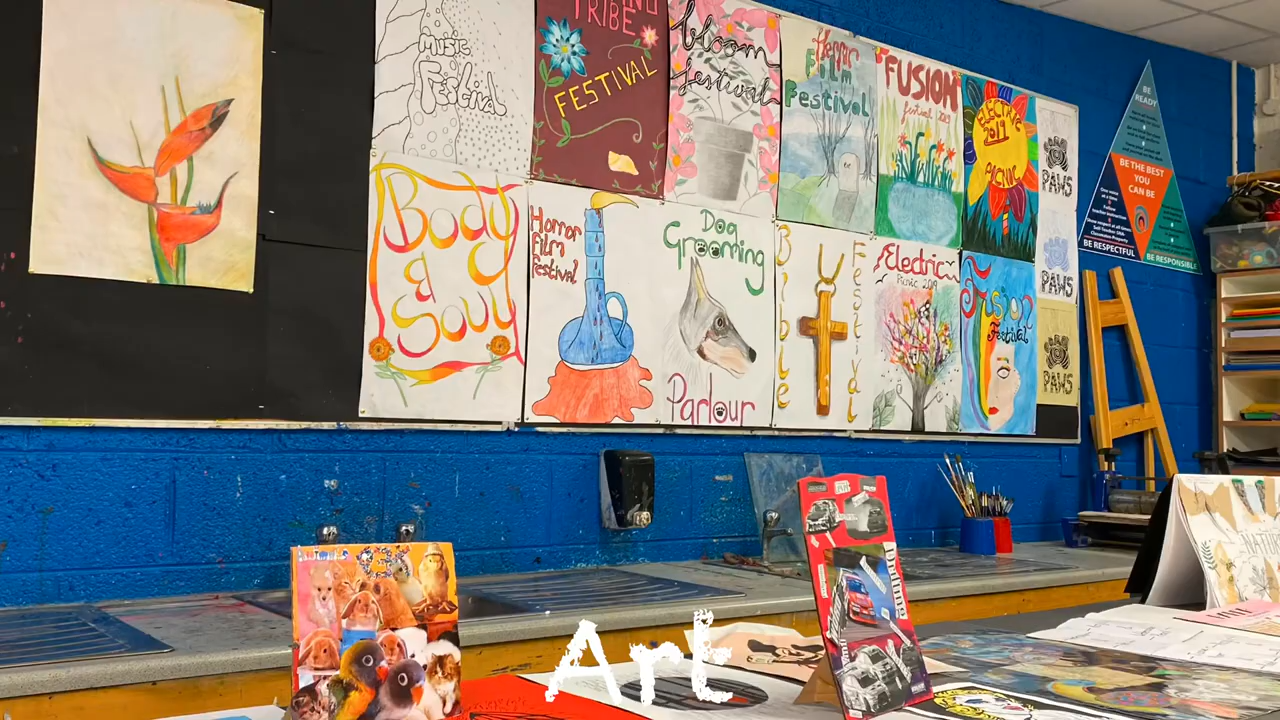 Music
Festival
TRIBE
FESTIVAL
bloom
festival
Horror
Film
Festival
FUSION
festival 2019
ELECTRIC
2019
PICNIC
PAWS
PAWS
PAWS
BE
READY
BE THE BEST
YOU
CAN BE
BE RESPECTFUL
BE RESPONSIBLE
Body
&
Soul
Horror
Film
Festival
Dog
Grooming
Parlour
Bible
Festival
Electric
Picnic 2019
Fusion
Festival
Art